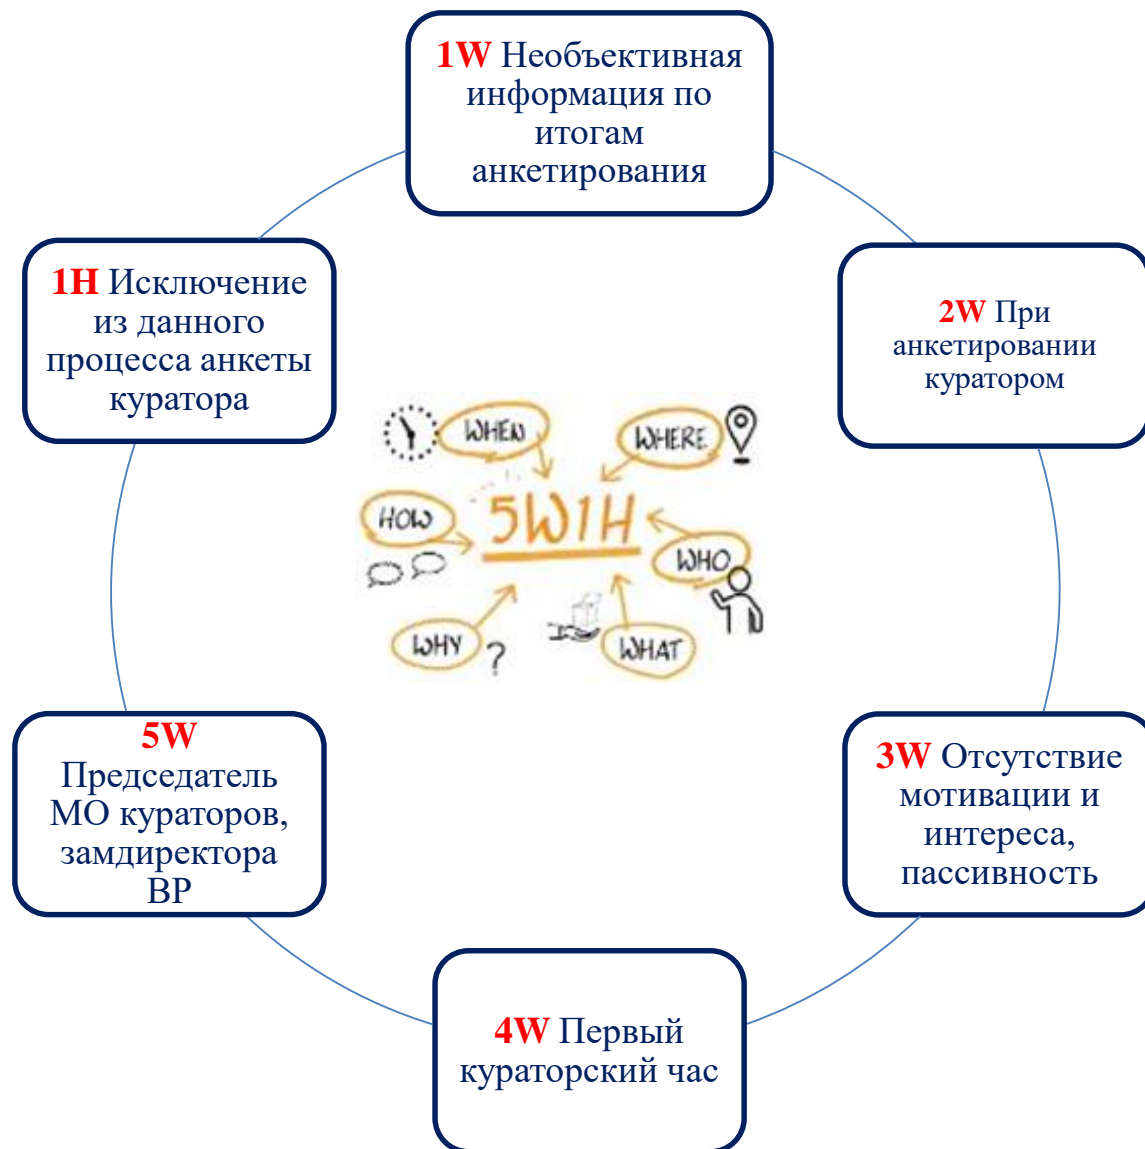 1W Необъективная
информация по
итогам
анкетирования
1H Исключение
из данного
процесса анкеты
куратора
2W При
анкетировании
куратором
WHEN
WHERE
HOW
5W1H
WHO
WHY
?
WHAT
5W
Председатель
МО кураторов,
замдиректора
ВР
3W Отсутствие
мотивации и
интереса,
пассивность
4W Первый
кураторский час